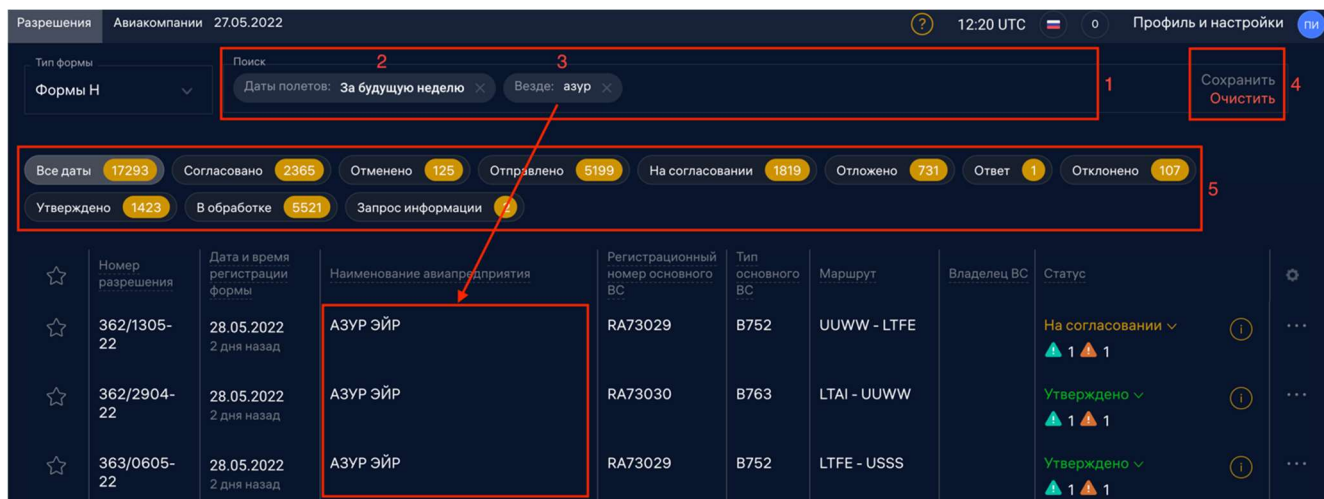 Разрешения Авиакомпании 27.05.2022 ? 12:20 UTC 0 Профиль и настройки ПИ
Тип формы Поиск 2 3
Формы Н Даты полетов: За будущую неделю × Везде: азур × 1 Сохранить 4
Очистить
Все даты 17293 Согласовано 2365 Отменено 125 Отправлено 5199 На согласовании 1819 Отложено 731 Ответ 1 Отклонено 107
5
Утверждено 1423 В обработке 5521 Запрос информации 2
Номер разрешения
Дата и время регистрации формы
Наименование авиапредприятия
Регистрационный номер основного ВС
Тип основного ВС
Маршрут
Владелец ВС
Статус
362/1305- 28.05.2022 АЗУР ЭЙР RA73029 B752 UUWW - LTFE На согласовании i ...
22 2 дня назад 1 1
362/2904- 28.05.2022 АЗУР ЭЙР RA73030 B763 LTAI - UUWW Утверждено i ...
22 2 дня назад 1 1
363/0605- 28.05.2022 АЗУР ЭЙР RA73029 B752 LTFE - USSS Утверждено i ...
22 2 дня назад 1 1